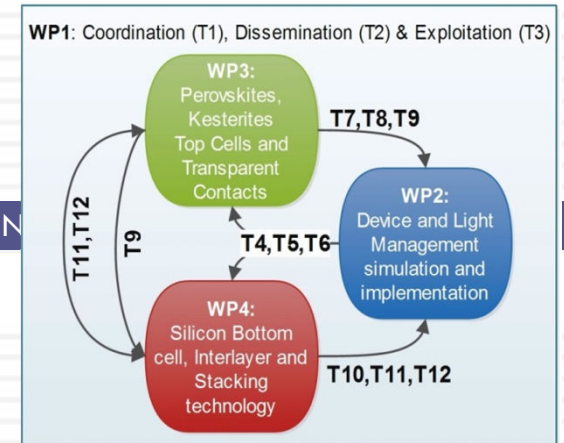 WP1: Coordination (T1), Dissemination (T2) & Exploitation (T3)
WP3:
Perovskites,
Kesterites
Top Cells and
Transparent
Contacts
T7,T8,T9
WP2:
Device and Light
Management
simulation and
implementation
T11,T12
T9
T4,T5,T6
WP4:
Silicon Bottom
cell, Interlayer and
Stacking
technology
T10,T11,T12
N